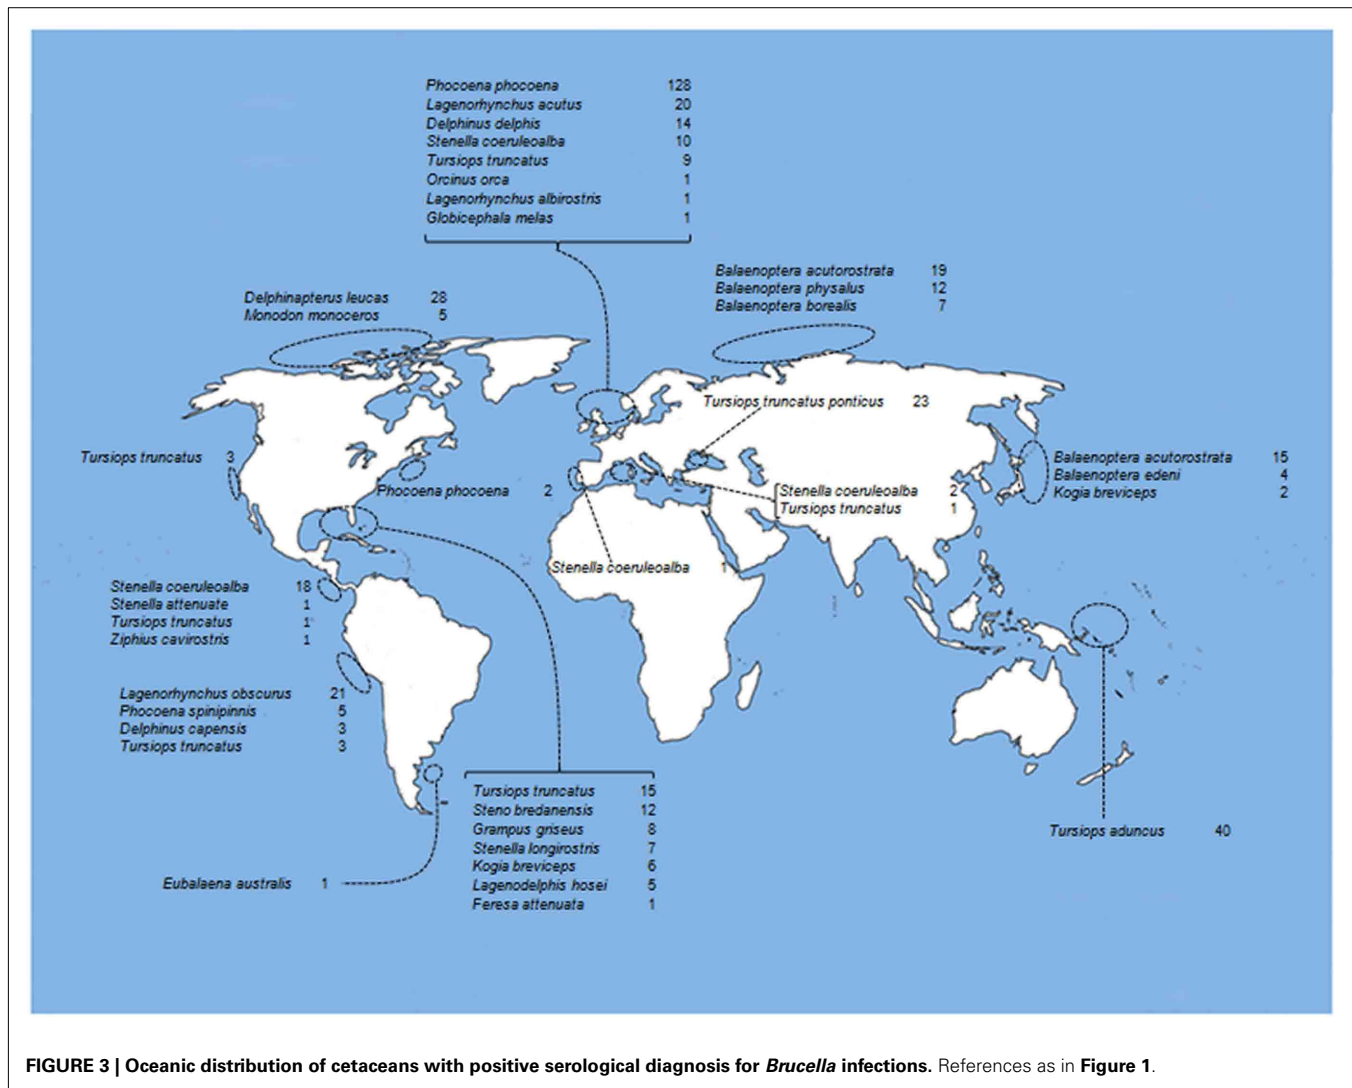 Phocoena phocoena 128
Lagenorhynchus acutus 20
Delphinus delphis 14
Stenella coeruleoalba 10
Tursiops truncatus 9
Orcinus orca 1
Lagenorhynchus albirostris 1
Globicephala melas 1
Balaenoptera acutorostrata 19
Balaenoptera physalus 12
Balaenoptera borealis 7
Delphinapterus leucas 28
Monodon monoceros 5
Tursiops truncatus ponticus 23
Tursiops truncatus 3
Phocoena phocoena 2
Stenella coeruleoalba 2
Tursiops truncatus 1
Balaenoptera acutorostrata 15
Balaenoptera edeni 4
Kogia breviceps 2
Stenella coeruleoalba 1
Stenella coeruleoalba 18
Stenella attenuate 1
Tursiops truncatus 1
Ziphius cavirostris 1
Lagenorhynchus obscurus 21
Phocoena spinipinnis 5
Delphinus capensis 3
Tursiops truncatus 3
Tursiops truncatus 15
Steno bredanensis 12
Grampus griseus 8
Stenella longirostris 7
Kogia breviceps 6
Lagenodelphis hosei 5
Feresa attenuata 1
Tursiops aduncus 40
Eubalaena australis 1
FIGURE 3 | Oceanic distribution of cetaceans with positive serological diagnosis for Brucella infections. References as in Figure 1.